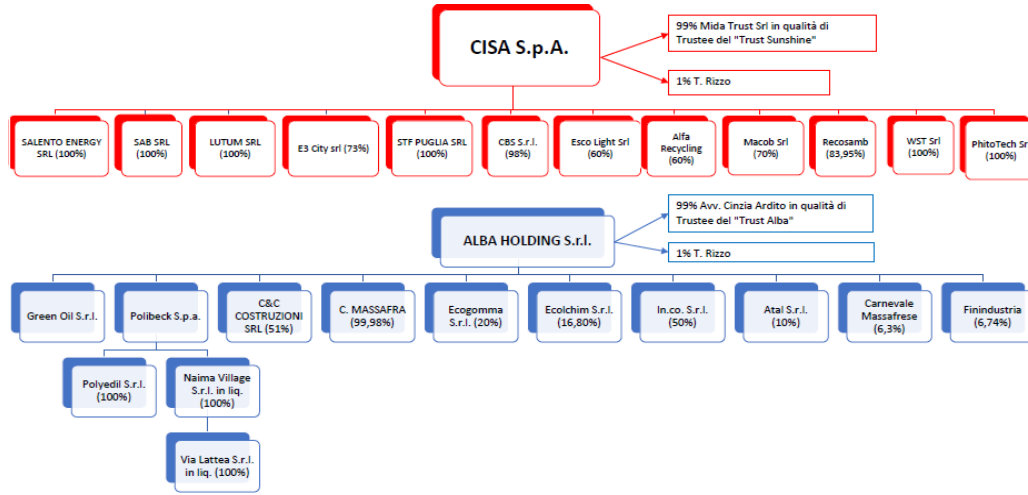 99% Mida Trust Srl in qualità di
Trustee del "Trust Sunshine"
CISA S.p.A.
1% T. Rizzo
SALENTO ENERGY
SRL (100%)
SAB SRL
(100%)
LUTUM SRL
(100%)
E3 City srl (73%)
STF PUGLIA SRL
(100%)
CBS S.r.l.
(98%)
Esco Light Srl
(60%)
Alfa
Recycling
(60%)
Macob Srl
(70%)
Recosamb
(83,95%)
WST Srl
(100%)
PhitoTech Srl
(100%)
99% Avv. Cinzia Ardito in qualità di
Trustee del "Trust Alba"
ALBA HOLDING S.r.l.
1% T. Rizzo
Green Oil S.r.l.
Polibeck S.p.a.
C&C
COSTRUZIONI
SRL (51%)
C. MASSAFRA
(99,98%)
Ecogomma
S.r.l. (20%)
Ecolchim S.r.l.
(16,80%)
In.co. S.r.l.
(50%)
Atal S.r.l.
(10%)
Carnevale
Massafrese
(6,3%)
Finindustria
(6,74%)
Polyedil S.r.l.
(100%)
Naima Village
S.r.l. in liq.
(100%)
Via Lattea S.r.l.
in liq. (100%)